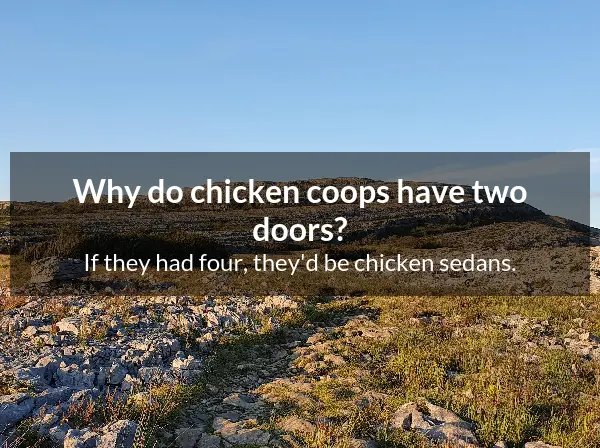 Why do chicken coops have two
doors?
If they had four, they'd be chicken sedans.